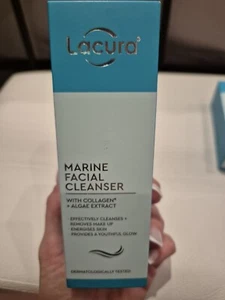 Lacura®
MARINE
FACIAL
CLEANSER
WITH COLLAGEN*
+ ALGAE EXTRACT
· EFFECTIVELY CLEANSES +
REMOVES MAKE UP
· ENERGISES SKIN
· PROVIDES A YOUTHFUL GLOW
DERMATOLOGICALLY TESTED